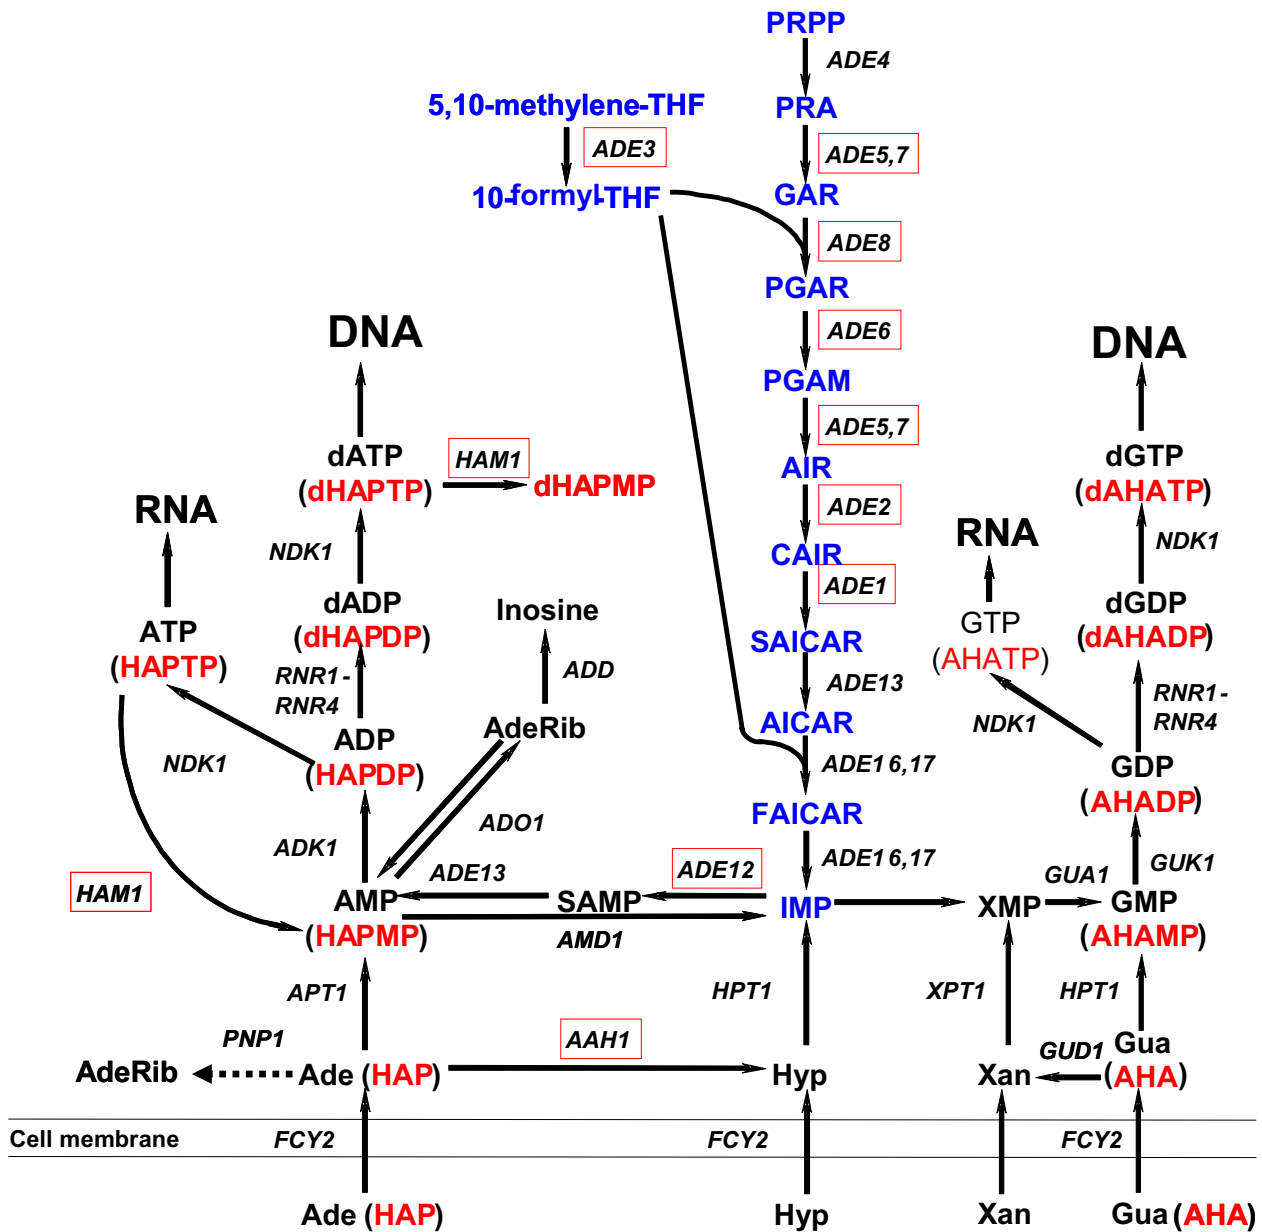 PRPP
ADE4
5,10-methylene-THF
PRA
ADE3
ADE5,7
10-formyl-THF
GAR
ADE8
PGAR
DNA
ADE6
DNA
PGAM
ADE5,7
dATP
HAM1
AIR
dGTP
(dHAPTP)
dHAPMP
(dAHATP)
RNA
ADE2
RNA
NDK1
CAIR
NDK1
ADE1
dADP
Inosine
dGDP
ATP
(dHAPDP)
SAICAR
GTP
(dAHADP)
(HAPTP)
RNR1-
ADD
ADE13
(AHATP)
RNR1-
RNR4
AdeRib
AICAR
NDK1
RNR4
ADP
NDK1
(HAPDP)
ADE16,17
GDP
(AHADP)
ADO1
FAICAR
ADK1
ADE13
ADE12
ADE16,17
GUA1
GUK1
HAM1
AMP
SAMP
IMP
XMP
GMP
(HAPMP)
AMD1
(AHAMP)
APT1
HPT1
XPT1
HPT1
PNP1
AAH1
GUD1
Gua
AdeRib
Ade (HAP)
Hyp
Xan
(AHA)
Cell membrane
FCY2
FCY2
FCY2
Ade (HAP)
Hyp
Xan
Gua (AHA)